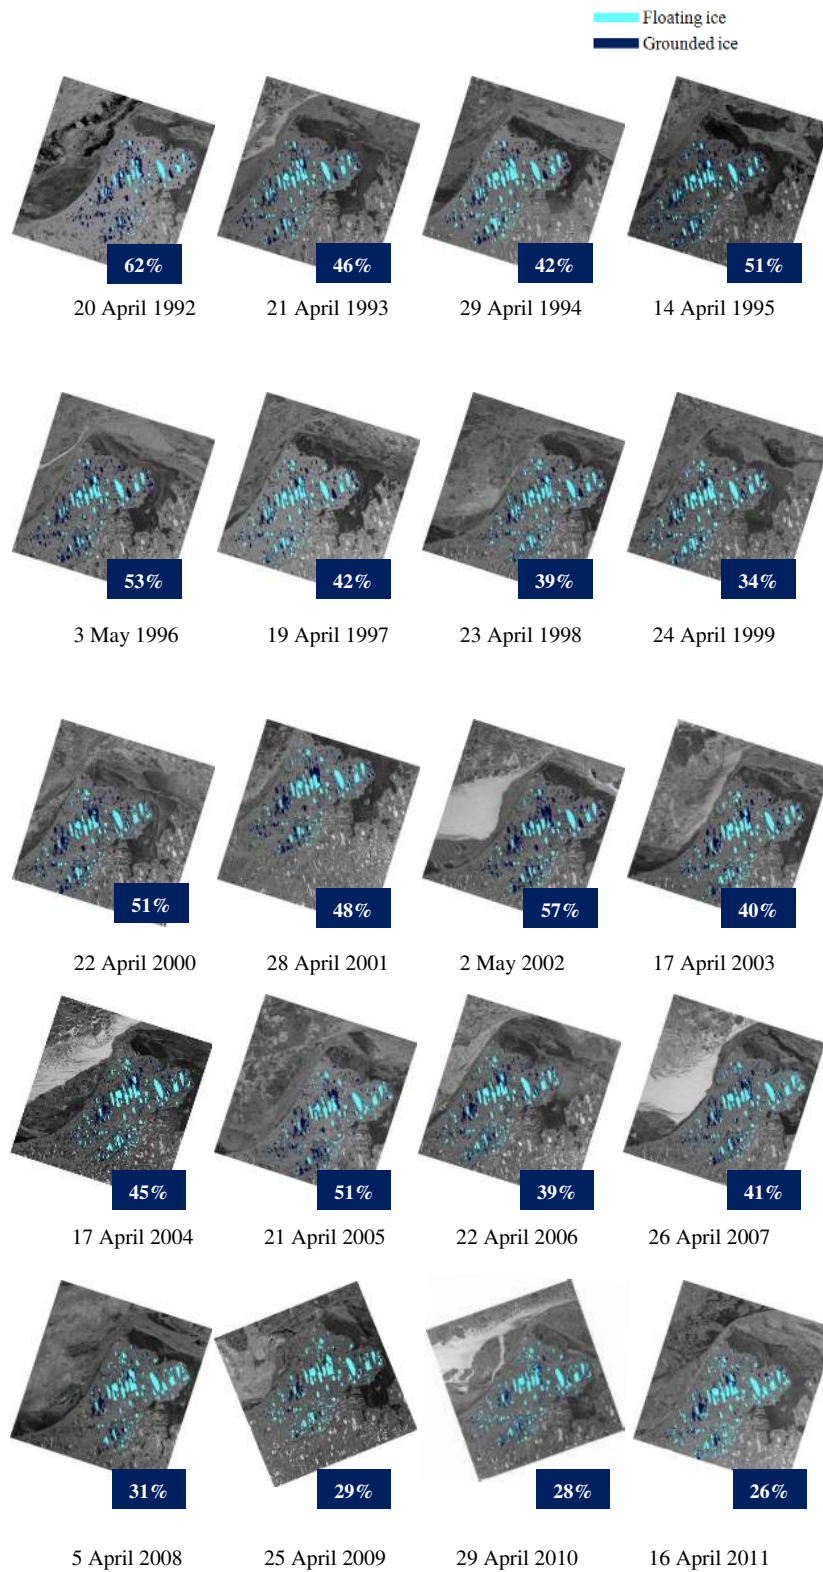 Floating ice
Grounded ice
62% 46% 42% 51%
20 April 1992 21 April 1993 29 April 1994 14 April 1995
53% 42% 39% 34%
3 May 1996 19 April 1997 23 April 1998 24 April 1999
51% 48% 57% 40%
22 April 2000 28 April 2001 2 May 2002 17 April 2003
45% 51% 39% 41%
17 April 2004 21 April 2005 22 April 2006 26 April 2007
31% 29% 28% 26%
5 April 2008 25 April 2009 29 April 2010 16 April 2011